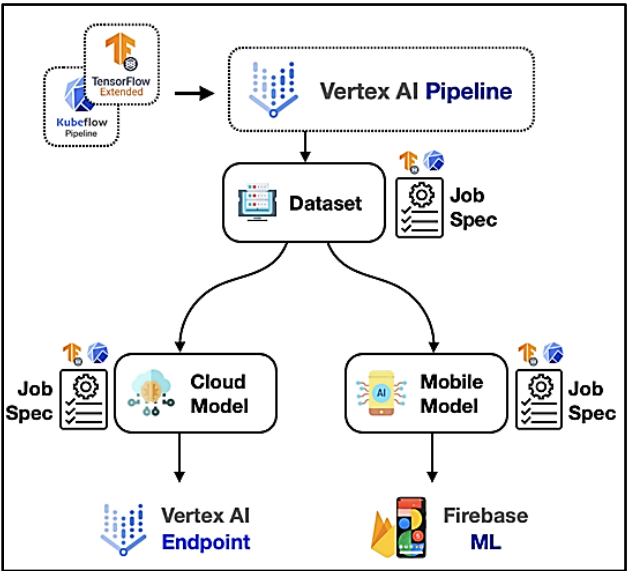 TensorFlow
Extended
Kubeflow
Pipeline
Vertex AI Pipeline
Dataset
Job
Spec
Job
Spec
Cloud
Model
AI
Mobile
Model
Job
Spec
Vertex AI
Endpoint
Firebase
ML